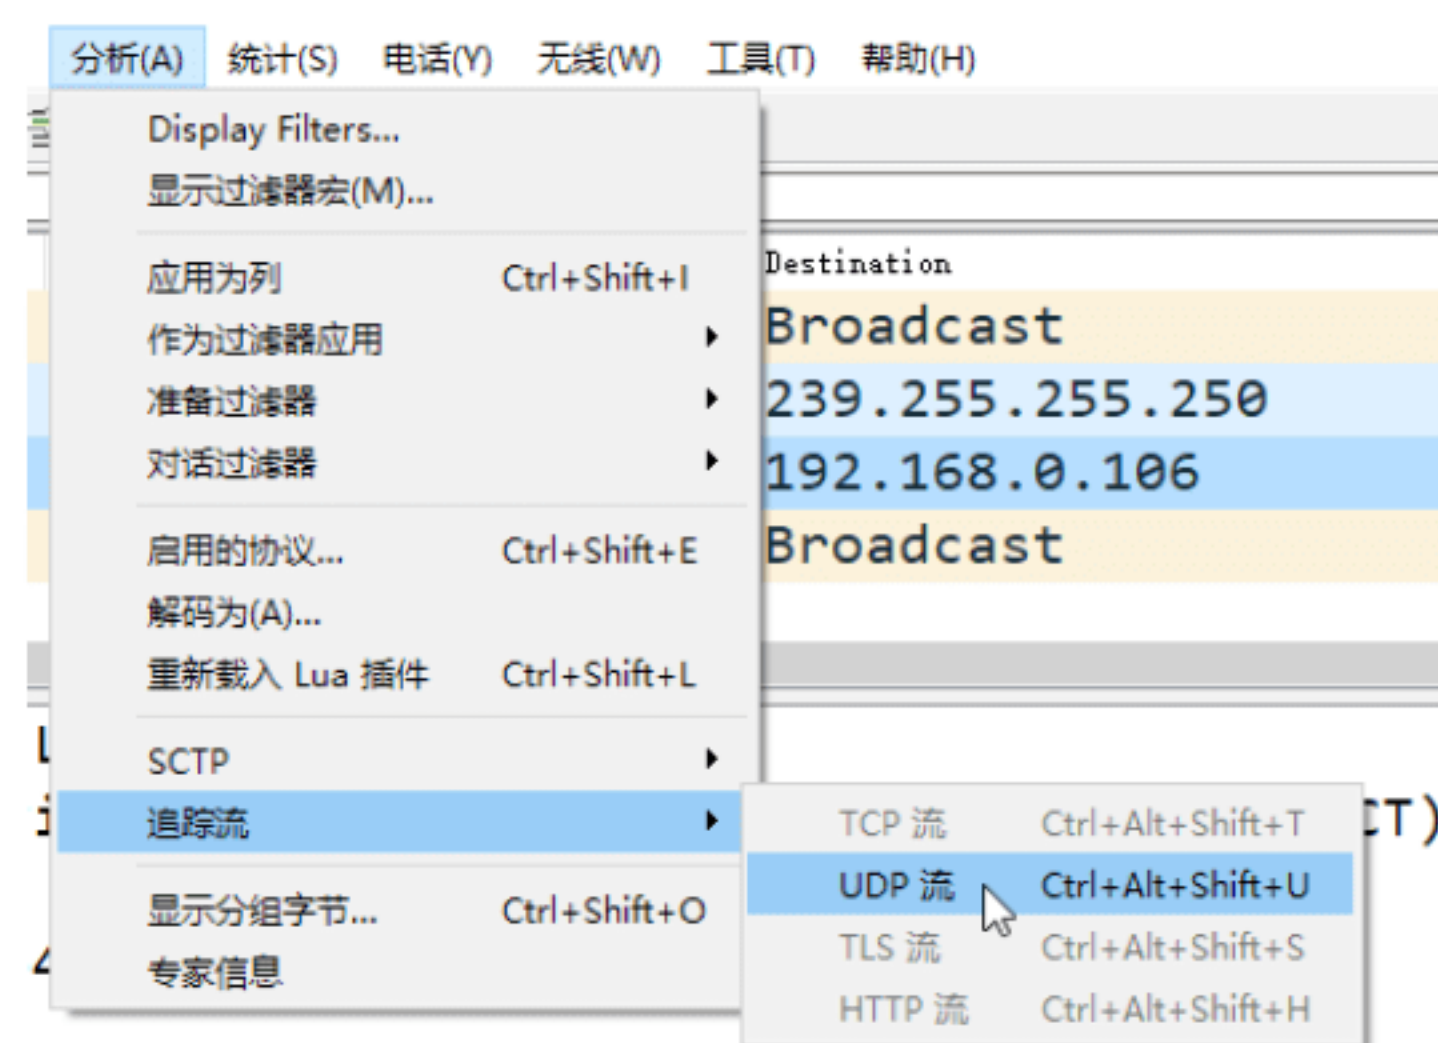 分析(A) 统计(S) 电话(Y) 无线(W) 工具(T) 帮助(H)
Display Filters...
显示过滤器宏(M)...
Destination
应用为列 Ctrl+Shift+I
Broadcast
作为过滤器应用
239.255.255.250
准备过滤器
192.168.0.106
对话过滤器
Broadcast
启用的协议... Ctrl+Shift+E
解码为(A)...
重新载入 Lua 插件 Ctrl+Shift+L
SCTP
追踪流
TCP 流 Ctrl+Alt+Shift+T
CT)
UDP 流 Ctrl+Alt+Shift+U
显示分组字节... Ctrl+Shift+O
TLS 流 Ctrl+Alt+Shift+S
专家信息
HTTP 流 Ctrl+Alt+Shift+H